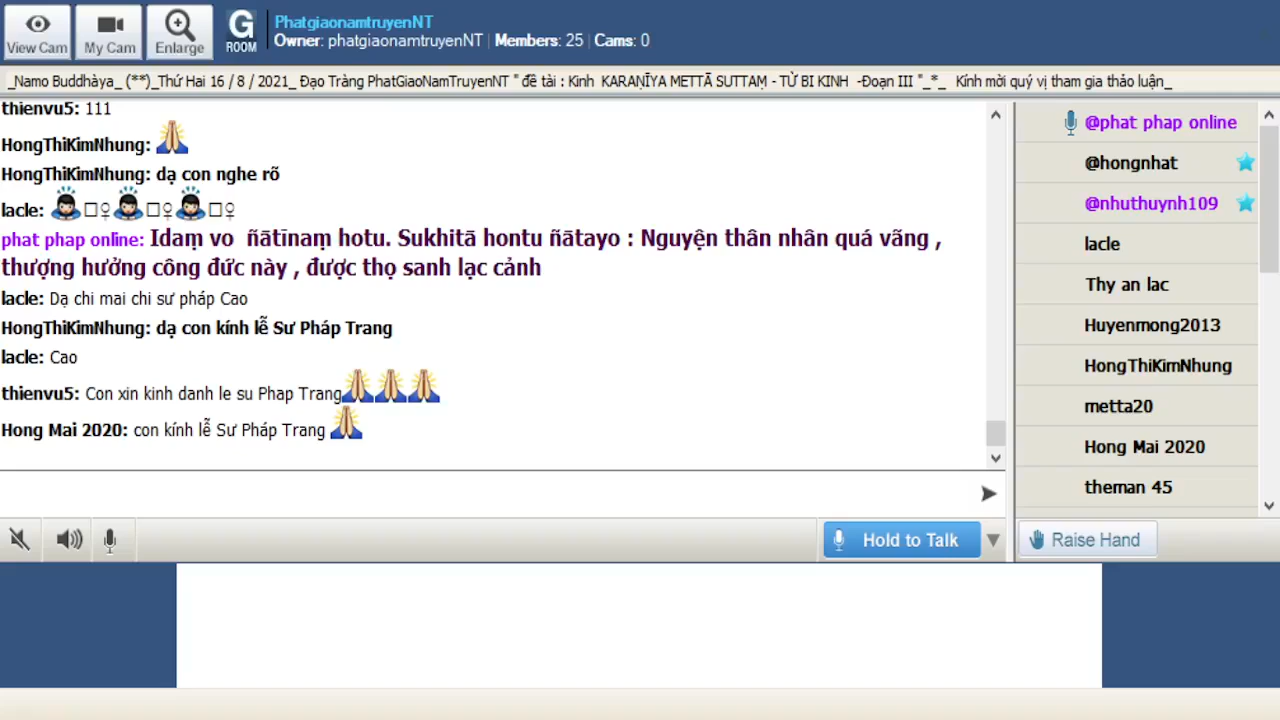 View Cam
My Cam
Enlarge
G
ROOM
PhatgiaonamtruyenNT
Owner: phatgiaonamtruyenNT | Members: 25 | Cams: 0
_Namo Buddhàya_ (**)_Thứ Hai 16 / 8 / 2021_ Đạo Tràng PhatGiaoNamTruyenNT " đề tài : Kinh KARAṆĪYA METTĀ SUTTAṂ - TỪ BI KINH -Đoạn III "_*_ Kính mời quý vị tham gia thảo luận_
thienvu5: 111
HongThiKimNhung:
HongThiKimNhung: dạ con nghe rõ
lacle: ♀ ♀ ♀
phat phap online: Idaṃ vo ñātīnaṃ hotu. Sukhitā hontu ñātayo : Nguyện thân nhân quá vãng ,
thượng hưởng công đức này , được thọ sanh lạc cảnh
lacle: Dạ chi mai chi sư pháp Cao
HongThiKimNhung: dạ con kính lễ Sư Pháp Trang
lacle: Cao
thienvu5: Con xin kinh danh le su Phap Trang
Hong Mai 2020: con kính lễ Sư Pháp Trang
@phat phap online
@hongnhat
@nhuthuynh109
lacle
Thy an lac
Huyenmong2013
HongThiKimNhung
metta20
Hong Mai 2020
theman 45
Hold to Talk
Raise Hand